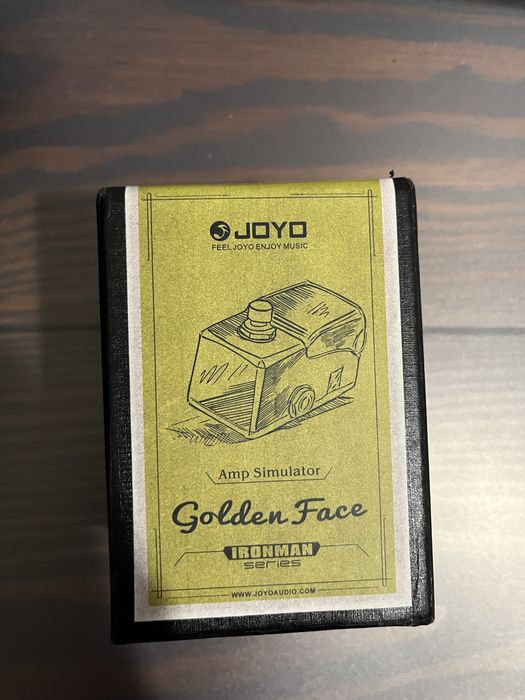 JOYO
FEEL JOYO ENJOY MUSIC
Amp Simulator
Golden Face
IRONMAN
series
WWW.JOYOAUDIO.COM